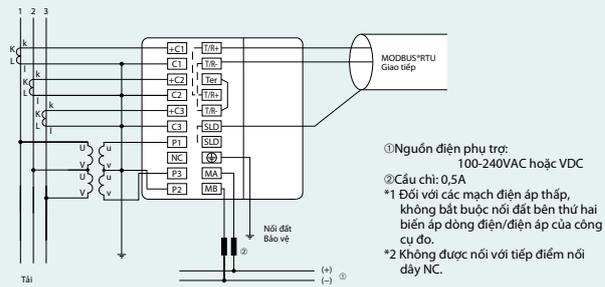 1 2 3
K k
L l
K k
L l
K k
L l
U u
V v
U u
V v
+C1 T/R+
C1 T/R-
+C2 Ter
C2 T/R+
+C3 T/R-
C3 SLD
P1 SLD
NC
P3 MA
P2 MB
MODBUS*RTU
Giao tiếp
Nối đất
Bảo vệ
②
(+)
(−) ①
Tải
①Nguồn điện phụ trợ:
100-240VAC hoặc VDC
②Cầu chì: 0,5A
*1 Đối với các mạch điện áp thấp,
không bắt buộc nối đất bên thứ hai
biến áp dòng điện/điện áp của công
cụ đo.
*2 Không được nối với tiếp điểm nối
dây NC.